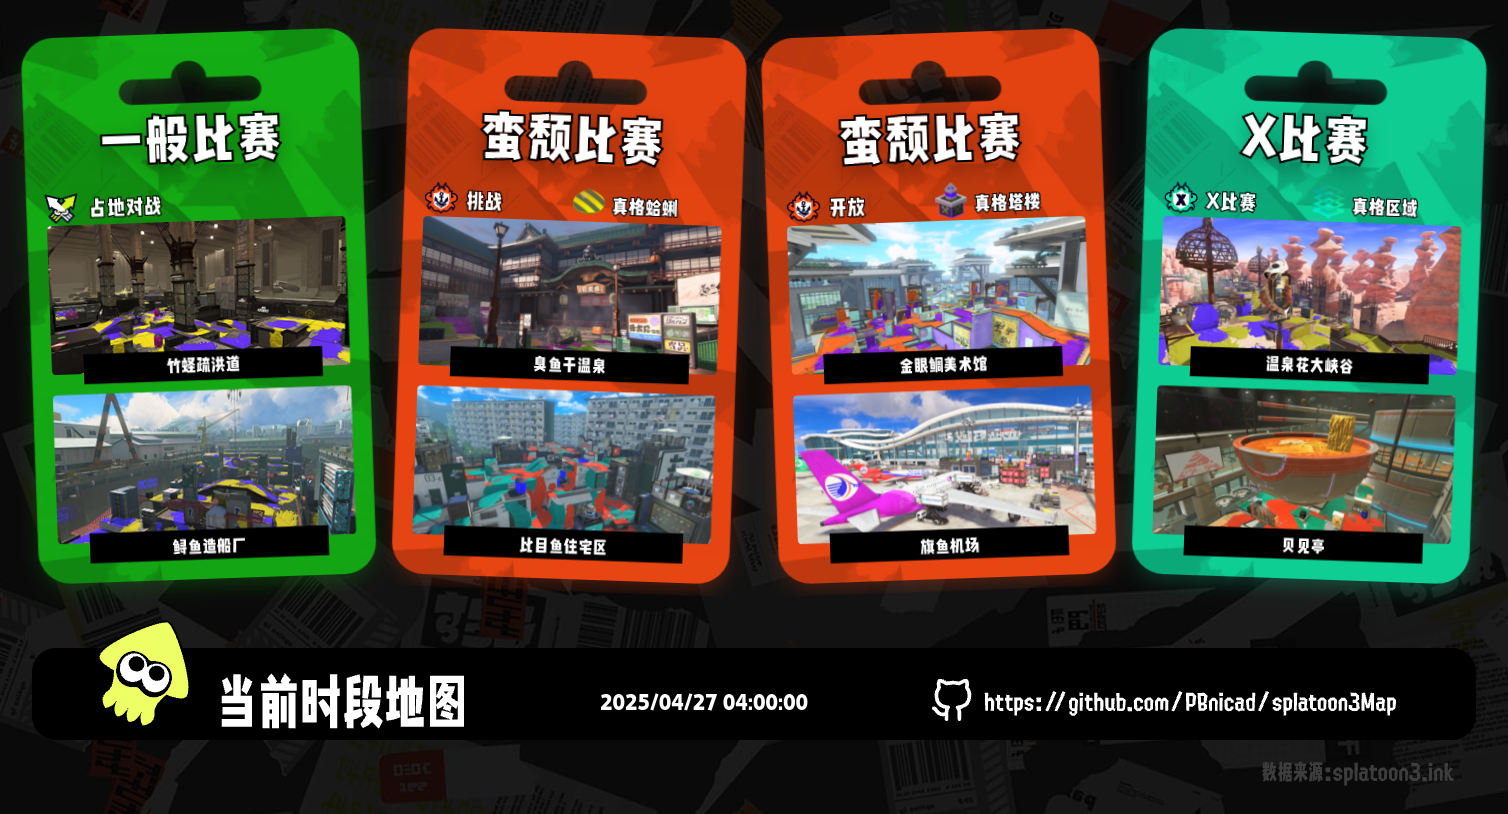 一般比赛
占地对战
竹蛏疏洪道
鲟鱼造船厂
蛮颓比赛
挑战
真格蛤蜊
臭鱼干温泉
比目鱼住宅区
蛮颓比赛
开放
真格塔楼
金眼鲷美术馆
旗鱼机场
X比赛
X比赛
真格区域
温泉花大峡谷
贝见亭
当前时段地图
2025/04/27 04:00:00
https://github.com/PBnicad/splatoon3Map
数据来源:splatoon3.ink